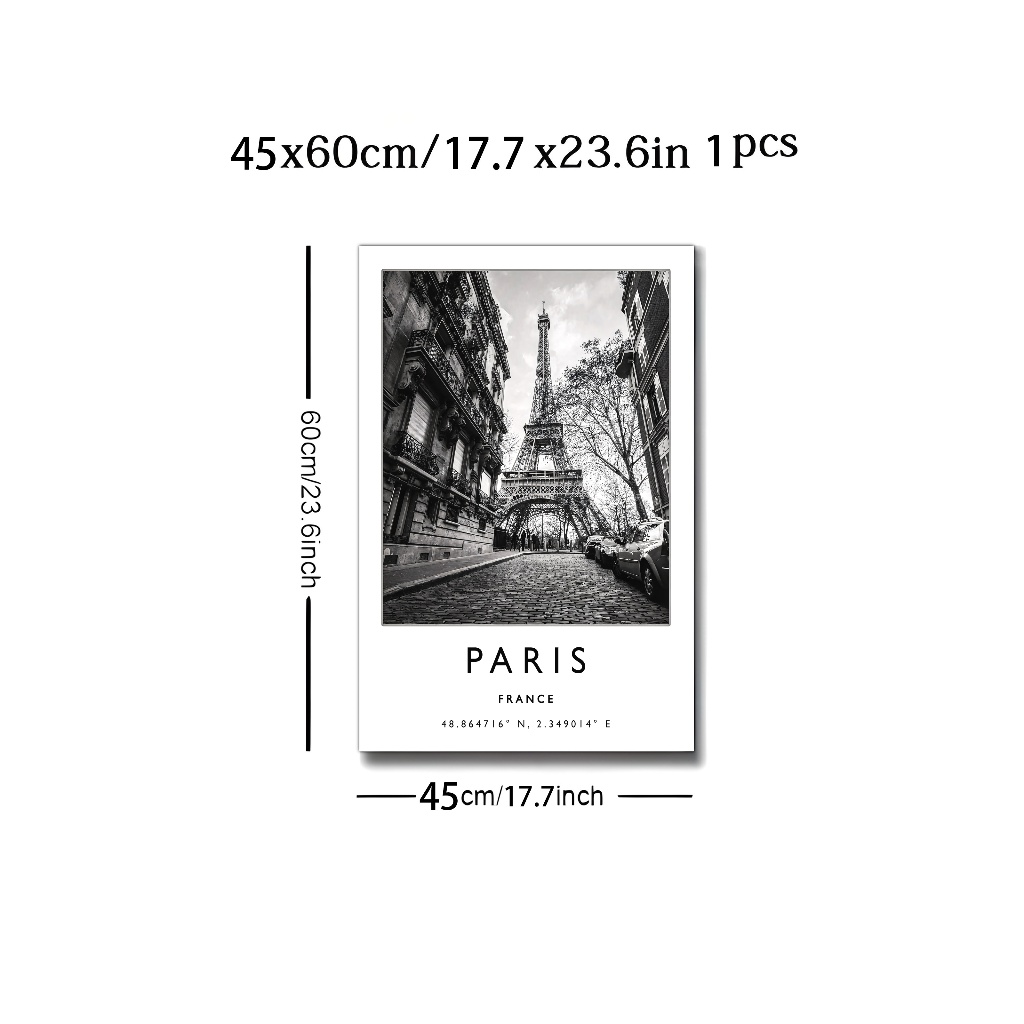 45x60cm/17.7 x23.6in 1pcs
60cm/23.6inch
PARIS
FRANCE
48.864716° N, 2.349014° E
45cm/17.7inch